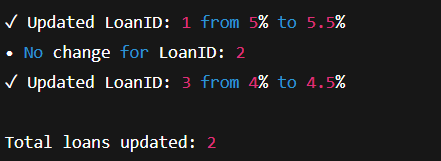 ✓ Updated LoanID: 1 from 5% to 5.5%
• No change for LoanID: 2
✓ Updated LoanID: 3 from 4% to 4.5%
Total loans updated: 2